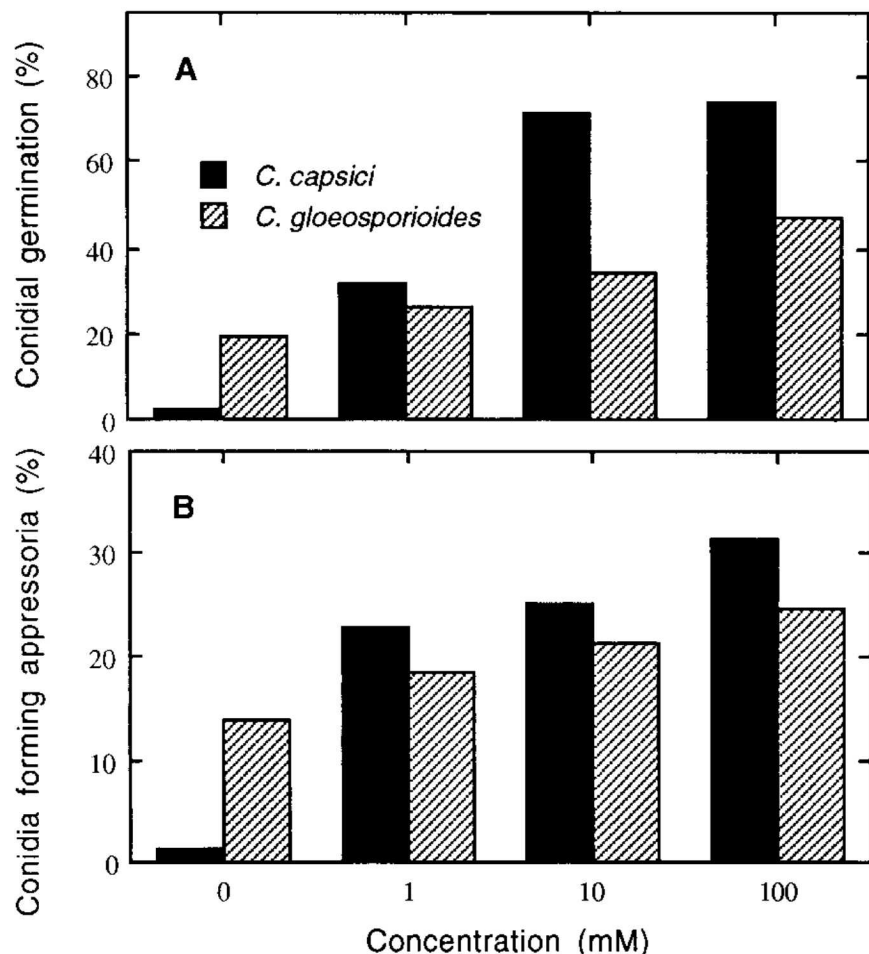 A
Conidial germination (%)
80
60
40
20
0
C. capsici
C. gloeosporioides
B
Conidia forming appressoria (%)
40
30
20
10
0
0 1 10 100
Concentration (mM)